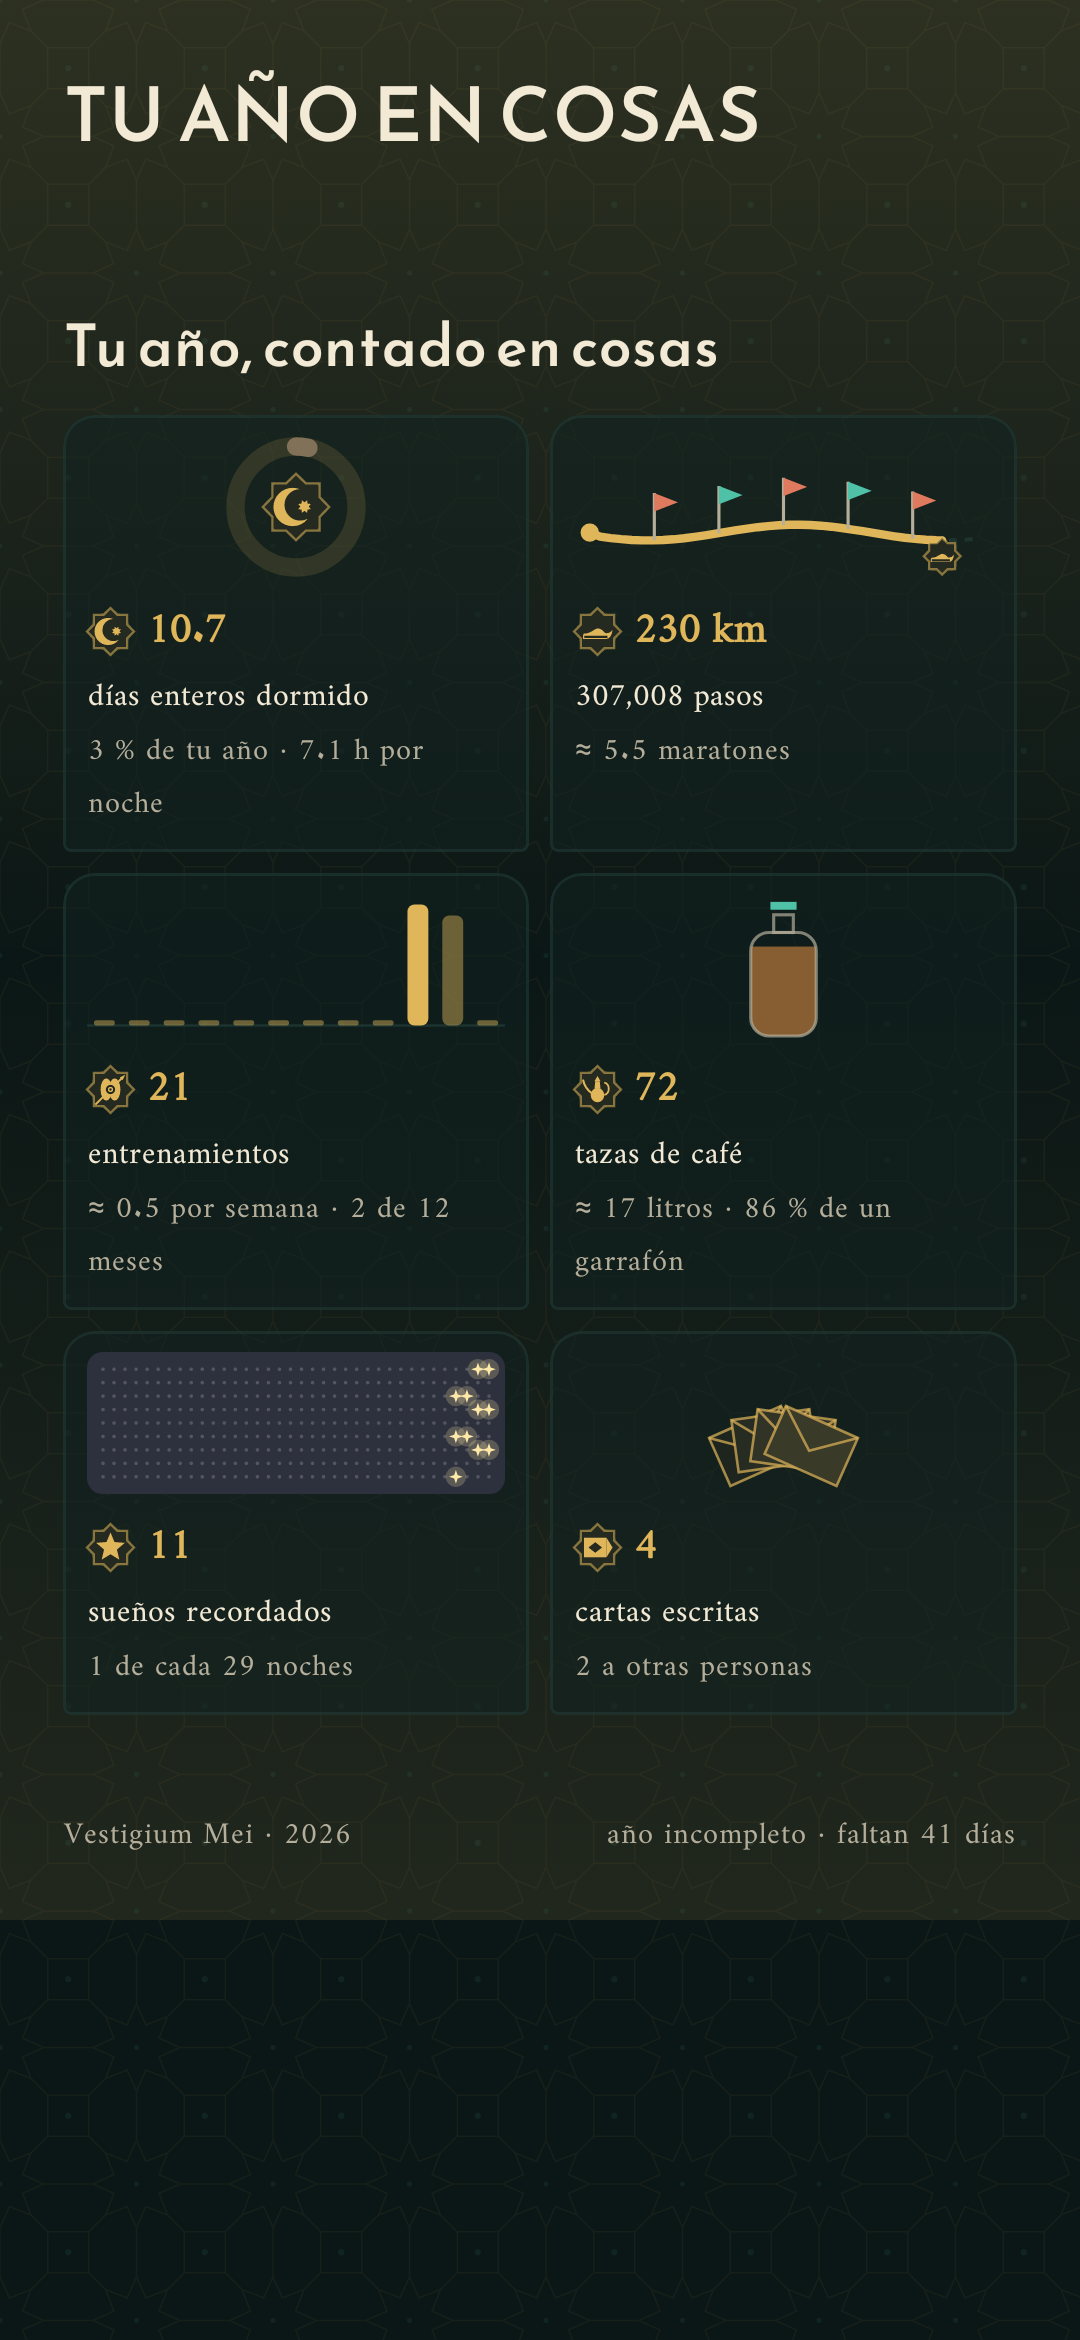 TU AÑO EN COSAS
Tu año, contado en cosas
10.7
días enteros dormido
3 % de tu año · 7.1 h por
noche
230 km
307,008 pasos
≈ 5.5 maratones
21
entrenamientos
≈ 0.5 por semana · 2 de 12
meses
72
tazas de café
≈ 17 litros · 86 % de un
garrafón
11
sueños recordados
1 de cada 29 noches
4
cartas escritas
2 a otras personas
Vestigium Mei · 2026
año incompleto · faltan 41 días